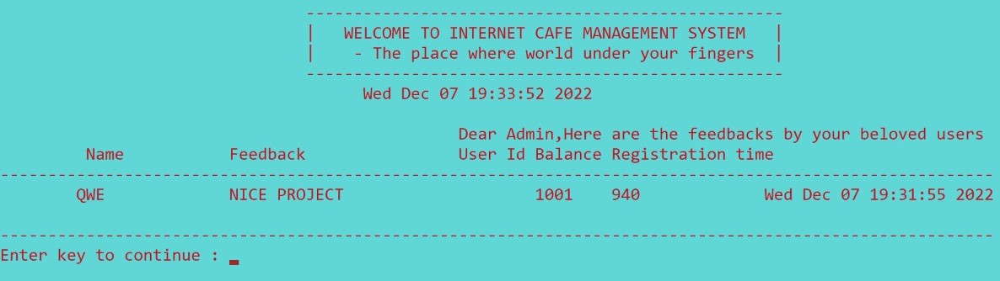 --------------------------------------------------
|   WELCOME TO INTERNET CAFE MANAGEMENT SYSTEM   |
|    - The place where world under your fingers  |
--------------------------------------------------
Wed Dec 07 19:33:52 2022
Dear Admin,Here are the feedbacks by your beloved users
Name           Feedback                User Id Balance Registration time
--------------------------------------------------------------------------------------------------------
QWE             NICE PROJECT                    1001    940             Wed Dec 07 19:31:55 2022
--------------------------------------------------------------------------------------------------------
Enter key to continue :